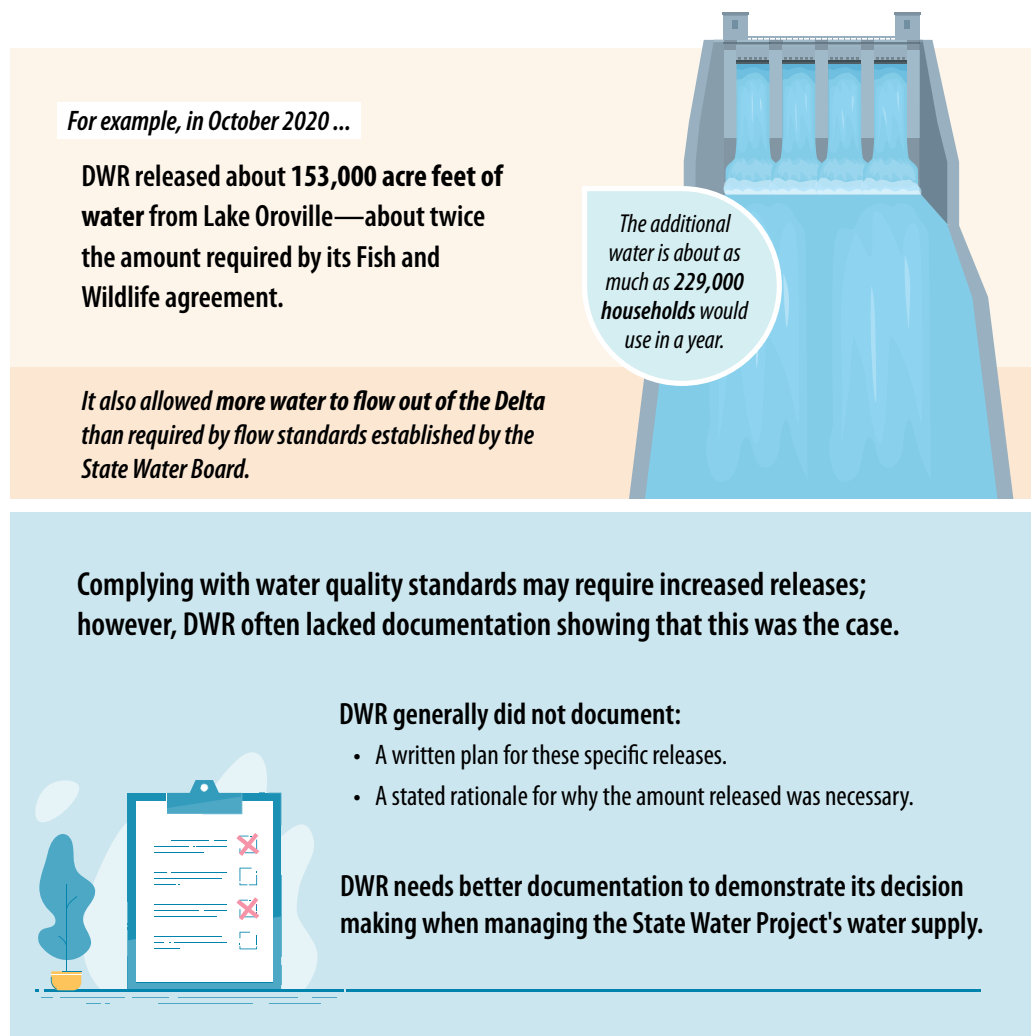 For example, in October 2020 ...
DWR released about 153,000 acre feet of
water from Lake Oroville—about twice
the amount required by its Fish and
Wildlife agreement.
The additional
water is about as
much as 229,000
households would
use in a year.
It also allowed more water to flow out of the Delta
than required by flow standards established by the
State Water Board.
Complying with water quality standards may require increased releases;
however, DWR often lacked documentation showing that this was the case.
DWR generally did not document:
• A written plan for these specific releases.
• A stated rationale for why the amount released was necessary.
DWR needs better documentation to demonstrate its decision
making when managing the State Water Project's water supply.